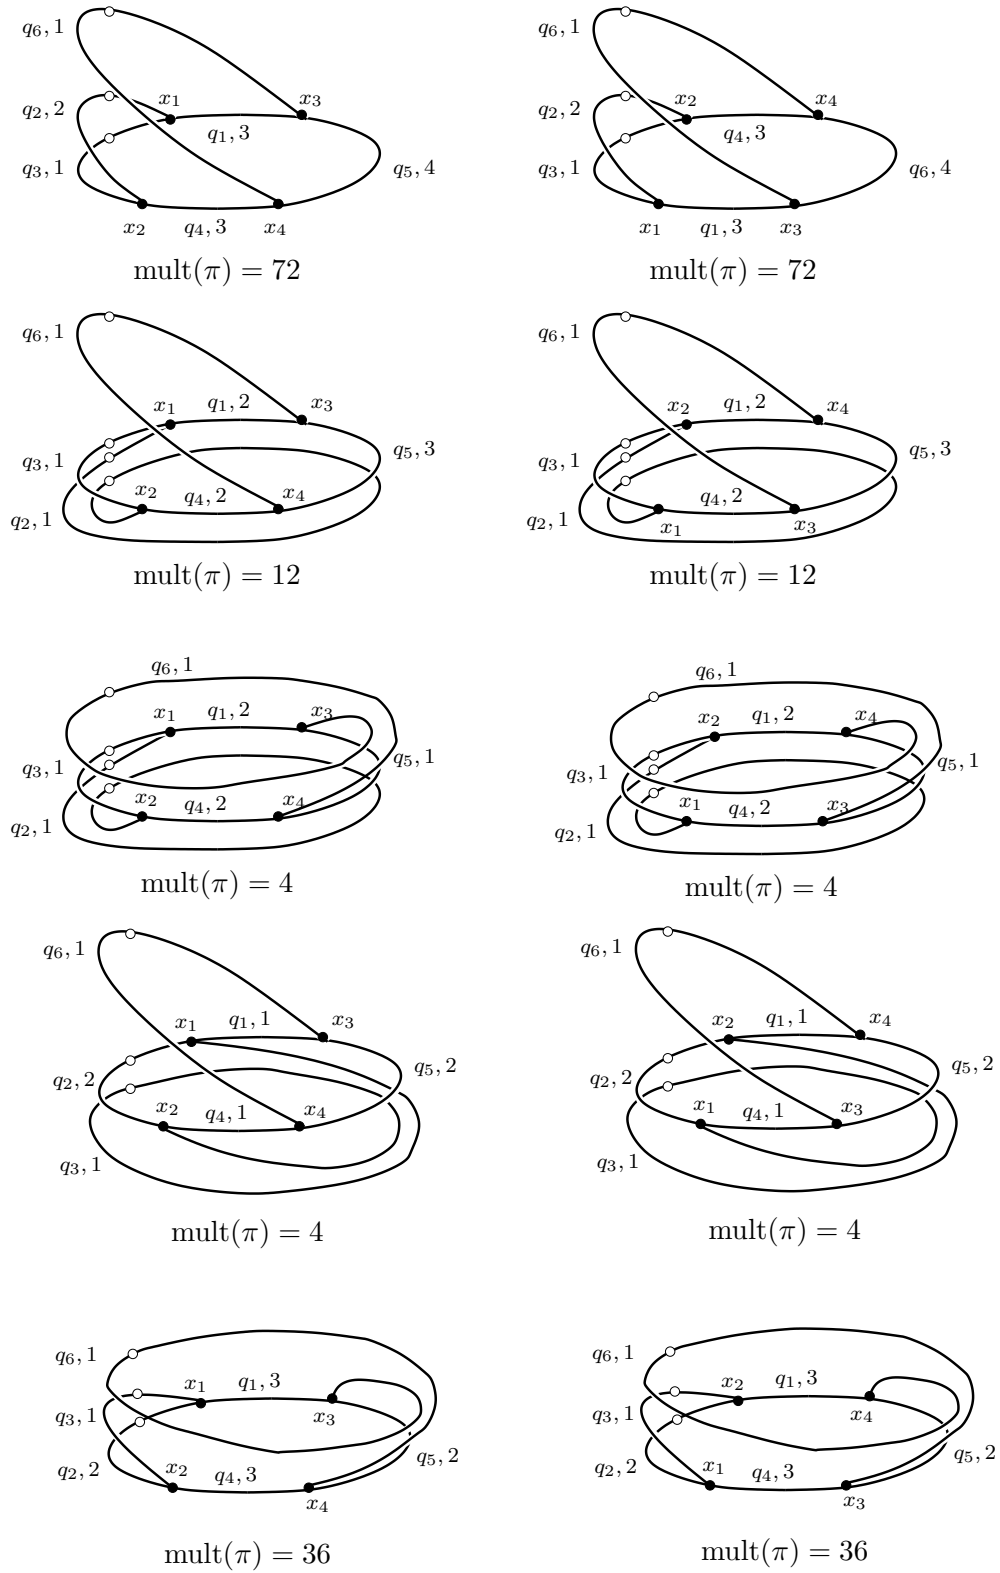 q₆, 1
x₁ x₃
q₂, 2
q₁, 3
q₃, 1 q₅, 4
x₂ q₄, 3 x₄
mult(π) = 72
q₆, 1
x₂ x₄
q₂, 2
q₄, 3
q₃, 1 q₆, 4
x₁ q₁, 3 x₃
mult(π) = 72
q₆, 1
x₁ q₁, 2 x₃
q₃, 1 q₅, 3
x₂ q₄, 2 x₄
q₂, 1
mult(π) = 12
q₆, 1
x₂ q₁, 2 x₄
q₃, 1 q₅, 3
q₄, 2
q₂, 1 x₁ x₃
mult(π) = 12
q₆, 1
x₁ q₁, 2 x₃
q₃, 1 q₅, 1
x₂ q₄, 2 x₄
q₂, 1
mult(π) = 4
q₆, 1
x₂ q₁, 2 x₄
q₃, 1 q₅, 1
x₁ q₄, 2 x₃
q₂, 1
mult(π) = 4
q₆, 1
x₁ q₁, 1 x₃
q₂, 2 q₅, 2
x₂ q₄, 1 x₄
q₃, 1
mult(π) = 4
q₆, 1
x₂ q₁, 1 x₄
q₂, 2 q₅, 2
x₁ q₄, 1 x₃
q₃, 1
mult(π) = 4
q₆, 1
x₁ q₁, 3
q₃, 1 x₃
q₂, 2 x₂ q₄, 3 q₅, 2
x₄
mult(π) = 36
q₆, 1
x₂ q₁, 3
q₃, 1 x₄
q₂, 2 x₁ q₄, 3 q₅, 2
x₃
mult(π) = 36